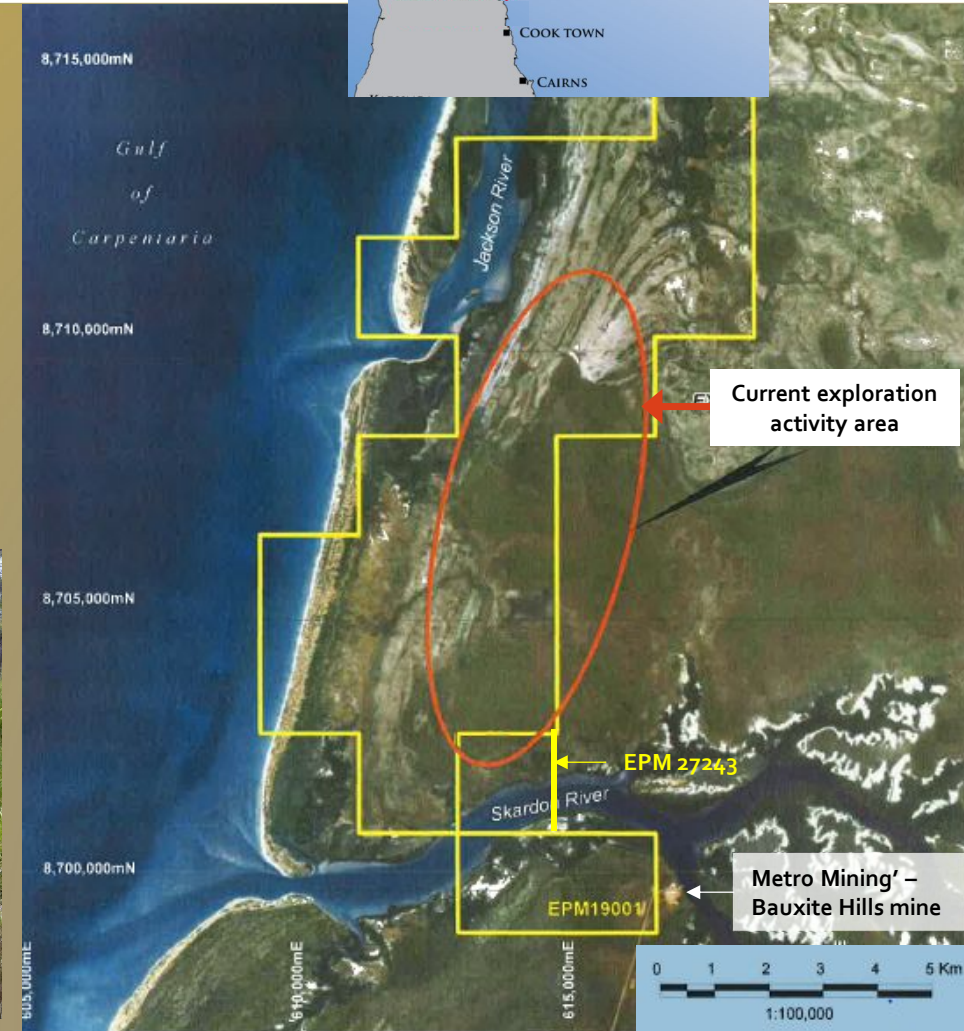 COOK TOWN
CAIRNS
8,715,000mN
Gulf
of
Carpentaria
Jackson River
8,710,000mN
Current exploration
activity area
8,705,000mN
EPM 27243
Skardon River
8,700,000mN
Metro Mining' –
Bauxite Hills mine
EPM19001
605,000mE
610,000mE
615,000mE
0 1 2 3 4 5 Km
1:100,000